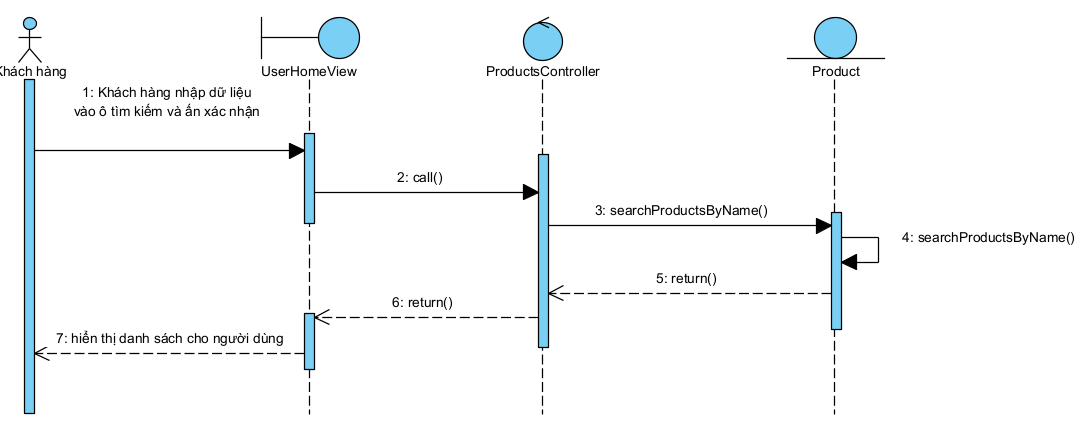 Khách hàng
UserHomeView
ProductsController
Product
1: Khách hàng nhập dữ liệu
vào ô tìm kiếm và ấn xác nhận
2: call()
3: searchProductsByName()
4: searchProductsByName()
5: return()
6: return()
7: hiển thị danh sách cho người dùng